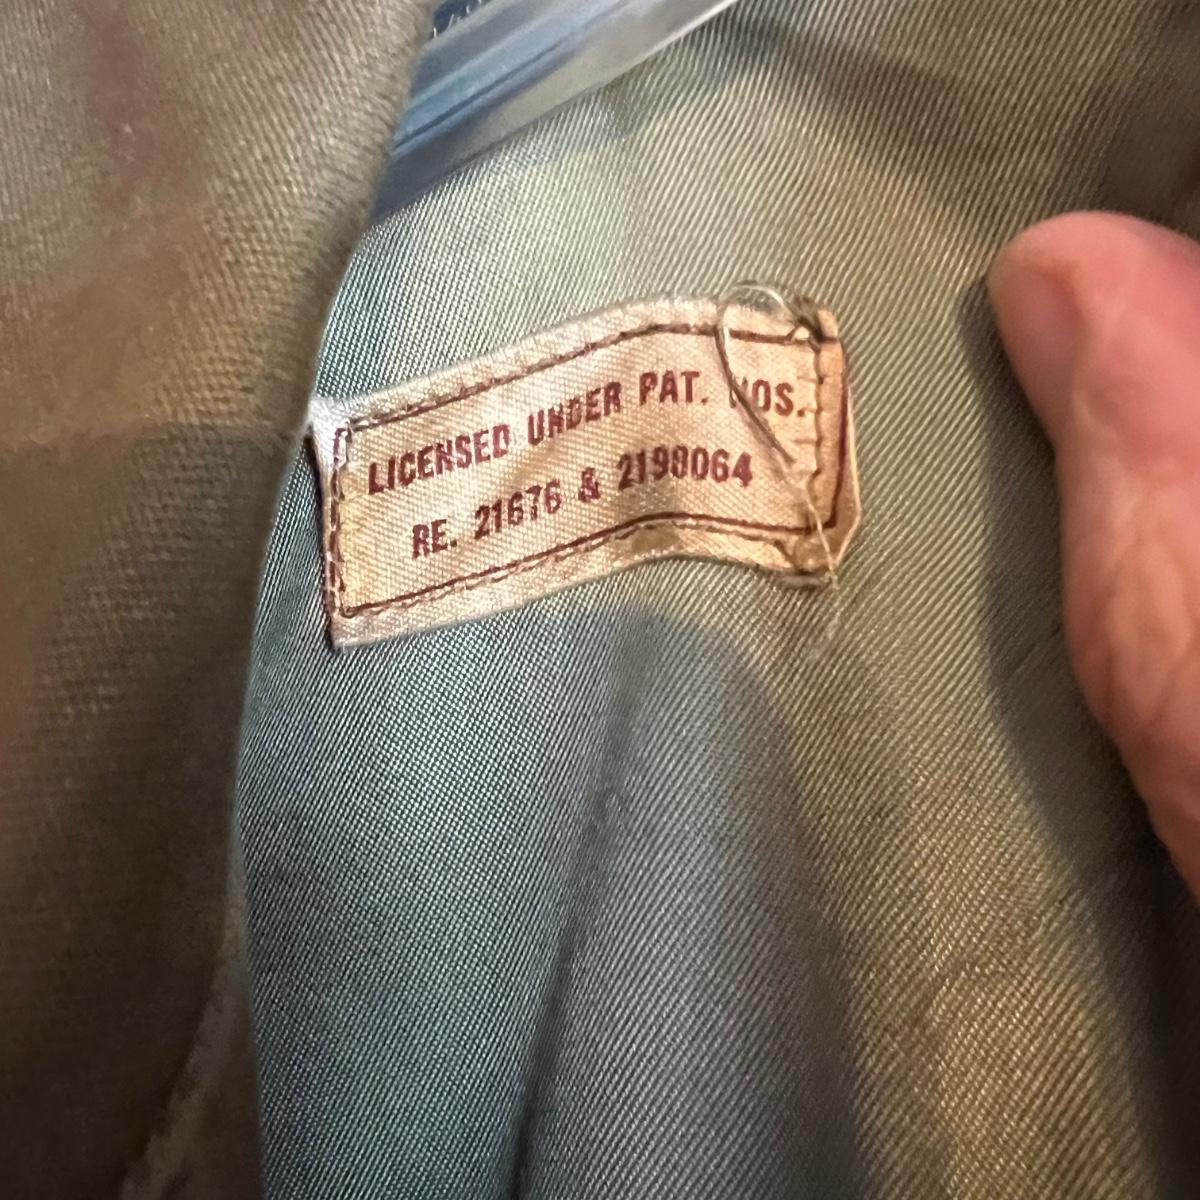 LICENSED UNDER PAT. NOS.
RE. 21676 & 2198064